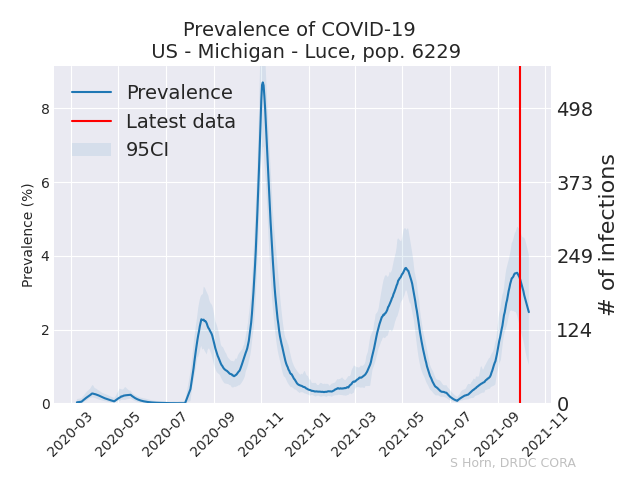 Prevalence of COVID-19
US - Michigan - Luce, pop. 6229
Prevalence
Latest data
95CI
Prevalence (%)
8
6
4
2
0
498
373
249
124
0
# of infections
2020-03
2020-05
2020-07
2020-09
2020-11
2021-01
2021-03
2021-05
2021-07
2021-09
2021-11
S Horn, DRDC CORA